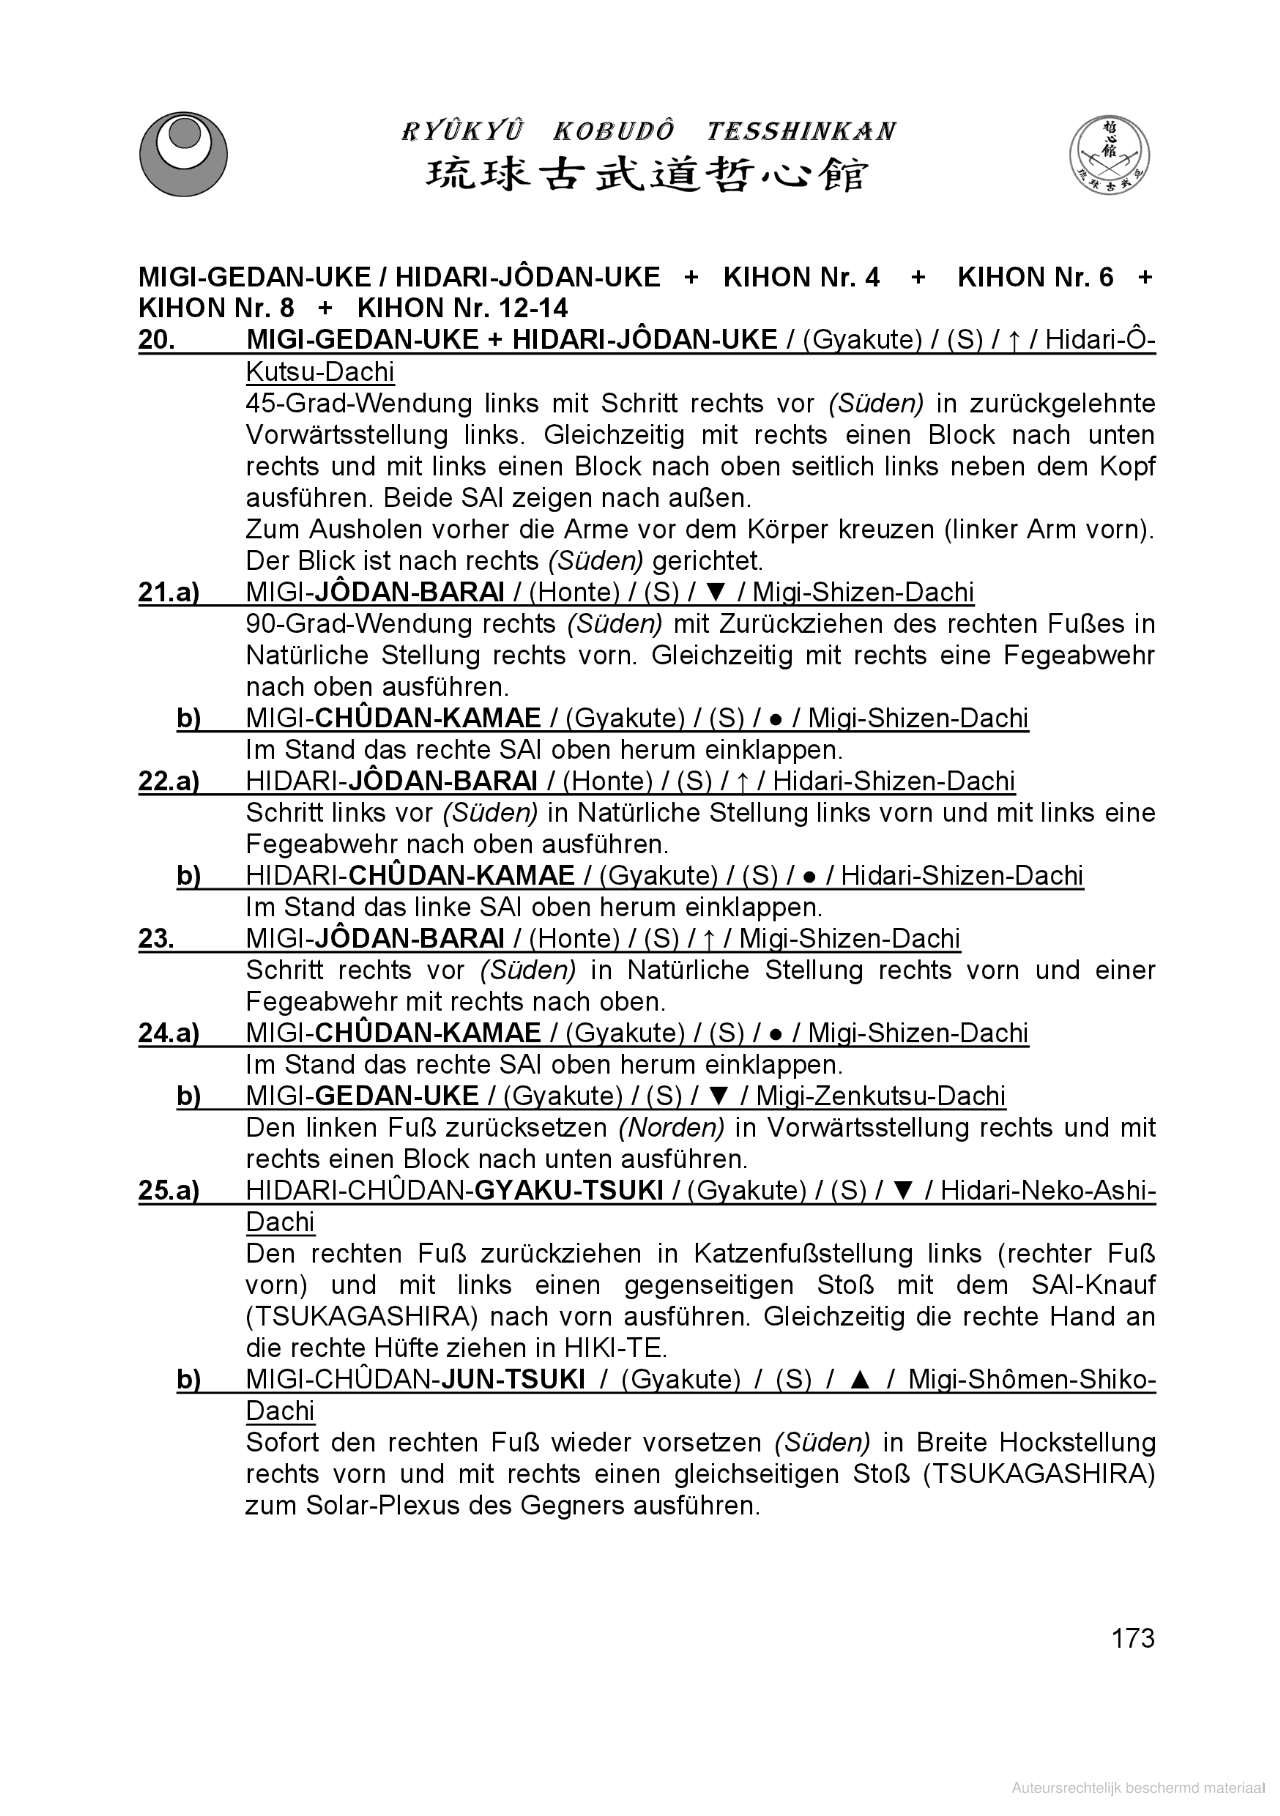 RYÛKYÛ KOBUDÔ TESSHINKAN
琉球古武道哲心館
哲心館
琉球古武道
MIGI-GEDAN-UKE / HIDARI-JÔDAN-UKE + KIHON Nr. 4 + KIHON Nr. 6 +
KIHON Nr. 8 + KIHON Nr. 12-14
20. MIGI-GEDAN-UKE + HIDARI-JÔDAN-UKE / (Gyakute) / (S) / ↑ / Hidari-Ô-
Kutsu-Dachi
45-Grad-Wendung links mit Schritt rechts vor (Süden) in zurückgelehnte
Vorwärtsstellung links. Gleichzeitig mit rechts einen Block nach unten
rechts und mit links einen Block nach oben seitlich links neben dem Kopf
ausführen. Beide SAI zeigen nach außen.
Zum Ausholen vorher die Arme vor dem Körper kreuzen (linker Arm vorn).
Der Blick ist nach rechts (Süden) gerichtet.
21.a) MIGI-JÔDAN-BARAI / (Honte) / (S) / ▼ / Migi-Shizen-Dachi
90-Grad-Wendung rechts (Süden) mit Zurückziehen des rechten Fußes in
Natürliche Stellung rechts vorn. Gleichzeitig mit rechts eine Fegeabwehr
nach oben ausführen.
b) MIGI-CHÛDAN-KAMAE / (Gyakute) / (S) / ● / Migi-Shizen-Dachi
Im Stand das rechte SAI oben herum einklappen.
22.a) HIDARI-JÔDAN-BARAI / (Honte) / (S) / ↑ / Hidari-Shizen-Dachi
Schritt links vor (Süden) in Natürliche Stellung links vorn und mit links eine
Fegeabwehr nach oben ausführen.
b) HIDARI-CHÛDAN-KAMAE / (Gyakute) / (S) / ● / Hidari-Shizen-Dachi
Im Stand das linke SAI oben herum einklappen.
23. MIGI-JÔDAN-BARAI / (Honte) / (S) / ↑ / Migi-Shizen-Dachi
Schritt rechts vor (Süden) in Natürliche Stellung rechts vorn und einer
Fegeabwehr mit rechts nach oben.
24.a) MIGI-CHÛDAN-KAMAE / (Gyakute) / (S) / ● / Migi-Shizen-Dachi
Im Stand das rechte SAI oben herum einklappen.
b) MIGI-GEDAN-UKE / (Gyakute) / (S) / ▼ / Migi-Zenkutsu-Dachi
Den linken Fuß zurücksetzen (Norden) in Vorwärtsstellung rechts und mit
rechts einen Block nach unten ausführen.
25.a) HIDARI-CHÛDAN-GYAKU-TSUKI / (Gyakute) / (S) / ▼ / Hidari-Neko-Ashi-
Dachi
Den rechten Fuß zurückziehen in Katzenfußstellung links (rechter Fuß
vorn) und mit links einen gegenseitigen Stoß mit dem SAI-Knauf
(TSUKAGASHIRA) nach vorn ausführen. Gleichzeitig die rechte Hand an
die rechte Hüfte ziehen in HIKI-TE.
b) MIGI-CHÛDAN-JUN-TSUKI / (Gyakute) / (S) / ▲ / Migi-Shômen-Shiko-
Dachi
Sofort den rechten Fuß wieder vorsetzen (Süden) in Breite Hockstellung
rechts vorn und mit rechts einen gleichseitigen Stoß (TSUKAGASHIRA)
zum Solar-Plexus des Gegners ausführen.
173
Auteursrechtelijk beschermd materiaal